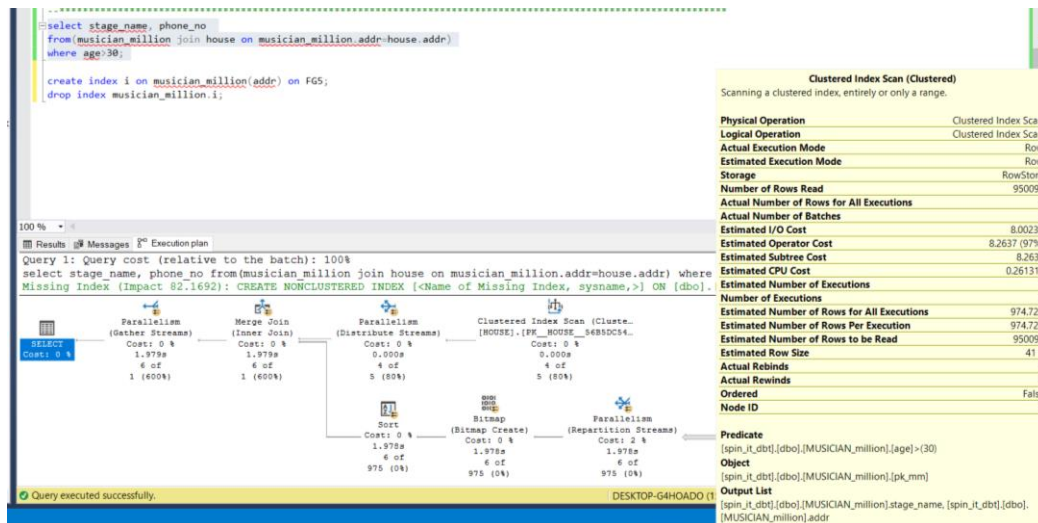 select stage_name, phone_no
from(musician_million join house on musician_million.addr=house.addr)
where age>30;
create index i on musician_million(addr) on FG5;
drop index musician_million.i;
100 %
Results Messages Execution plan
Query 1: Query cost (relative to the batch): 100%
select stage_name, phone_no from(musician_million join house on musician_million.addr=house.addr) where
Missing Index (Impact 82.1692): CREATE NONCLUSTERED INDEX [<Name of Missing Index, sysname,>] ON [dbo].
SELECT
Cost: 0 %
Parallelism
(Gather Streams)
Cost: 0 %
1.979s
6 of
1 (600%)
Merge Join
(Inner Join)
Cost: 0 %
1.979s
6 of
1 (600%)
Parallelism
(Distribute Streams)
Cost: 0 %
0.000s
4 of
5 (80%)
Clustered Index Scan (Cluste…
[HOUSE].[PK__HOUSE__56B5DC54…
Cost: 0 %
0.000s
4 of
5 (80%)
Sort
Cost: 0 %
1.978s
6 of
975 (0%)
Bitmap
(Bitmap Create)
Cost: 0 %
1.978s
6 of
975 (0%)
Parallelism
(Repartition Streams)
Cost: 2 %
1.978s
6 of
975 (0%)
Query executed successfully.
DESKTOP-G4HOADO (1
Clustered Index Scan (Clustered)
Scanning a clustered index, entirely or only a range.
Physical Operation Clustered Index Sca
Logical Operation Clustered Index Sca
Actual Execution Mode Ro
Estimated Execution Mode Ro
Storage RowStor
Number of Rows Read 95009
Actual Number of Rows for All Executions
Actual Number of Batches
Estimated I/O Cost 8.0023
Estimated Operator Cost 8.2637 (97%
Estimated Subtree Cost 8.263
Estimated CPU Cost 0.26131
Estimated Number of Executions
Number of Executions
Estimated Number of Rows for All Executions 974.72
Estimated Number of Rows Per Execution 974.72
Estimated Number of Rows to be Read 95009
Estimated Row Size 41
Actual Rebinds
Actual Rewinds
Ordered Fals
Node ID
Predicate
[spin_it_dbt].[dbo].[MUSICIAN_million].[age]>(30)
Object
[spin_it_dbt].[dbo].[MUSICIAN_million].[pk_mm]
Output List
[spin_it_dbt].[dbo].[MUSICIAN_million].stage_name, [spin_it_dbt].[dbo].
[MUSICIAN_million].addr